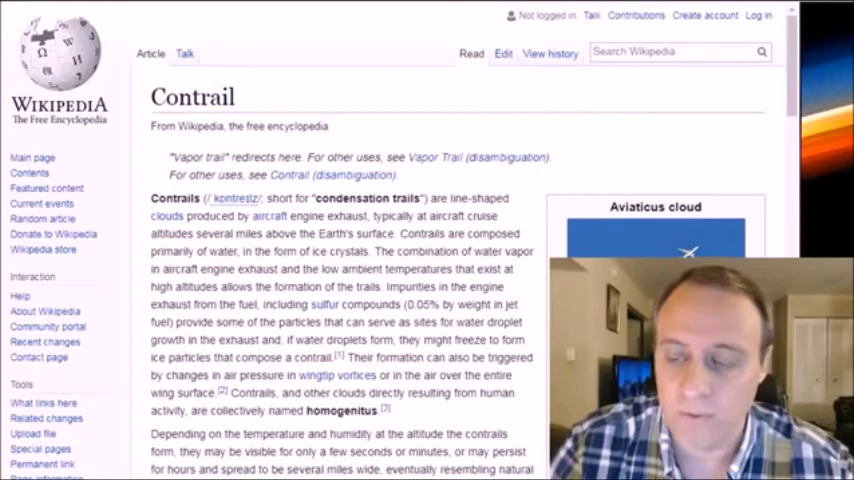 Not logged in Talk Contributions Create account Log in
Article Talk Read Edit View history Search Wikipedia
WIKIPEDIA
The Free Encyclopedia
Main page
Contents
Featured content
Current events
Random article
Donate to Wikipedia
Wikipedia store
Interaction
Help
About Wikipedia
Community portal
Recent changes
Contact page
Tools
What links here
Related changes
Upload file
Special pages
Permanent link
Contrail
From Wikipedia, the free encyclopedia
"Vapor trail" redirects here. For other uses, see Vapor Trail (disambiguation).
For other uses, see Contrail (disambiguation).
Contrails (/ˈkɒntreɪlz/; short for "condensation trails") are line-shaped
clouds produced by aircraft engine exhaust, typically at aircraft cruise
altitudes several miles above the Earth's surface. Contrails are composed
primarily of water, in the form of ice crystals. The combination of water vapor
in aircraft engine exhaust and the low ambient temperatures that exist at
high altitudes allows the formation of the trails. Impurities in the engine
exhaust from the fuel, including sulfur compounds (0.05% by weight in jet
fuel) provide some of the particles that can serve as sites for water droplet
growth in the exhaust and, if water droplets form, they might freeze to form
ice particles that compose a contrail.[1] Their formation can also be triggered
by changes in air pressure in wingtip vortices or in the air over the entire
wing surface.[2] Contrails, and other clouds directly resulting from human
activity, are collectively named homogenitus.[3]
Depending on the temperature and humidity at the altitude the contrails
form, they may be visible for only a few seconds or minutes, or may persist
for hours and spread to be several miles wide, eventually resembling natural
Aviaticus cloud